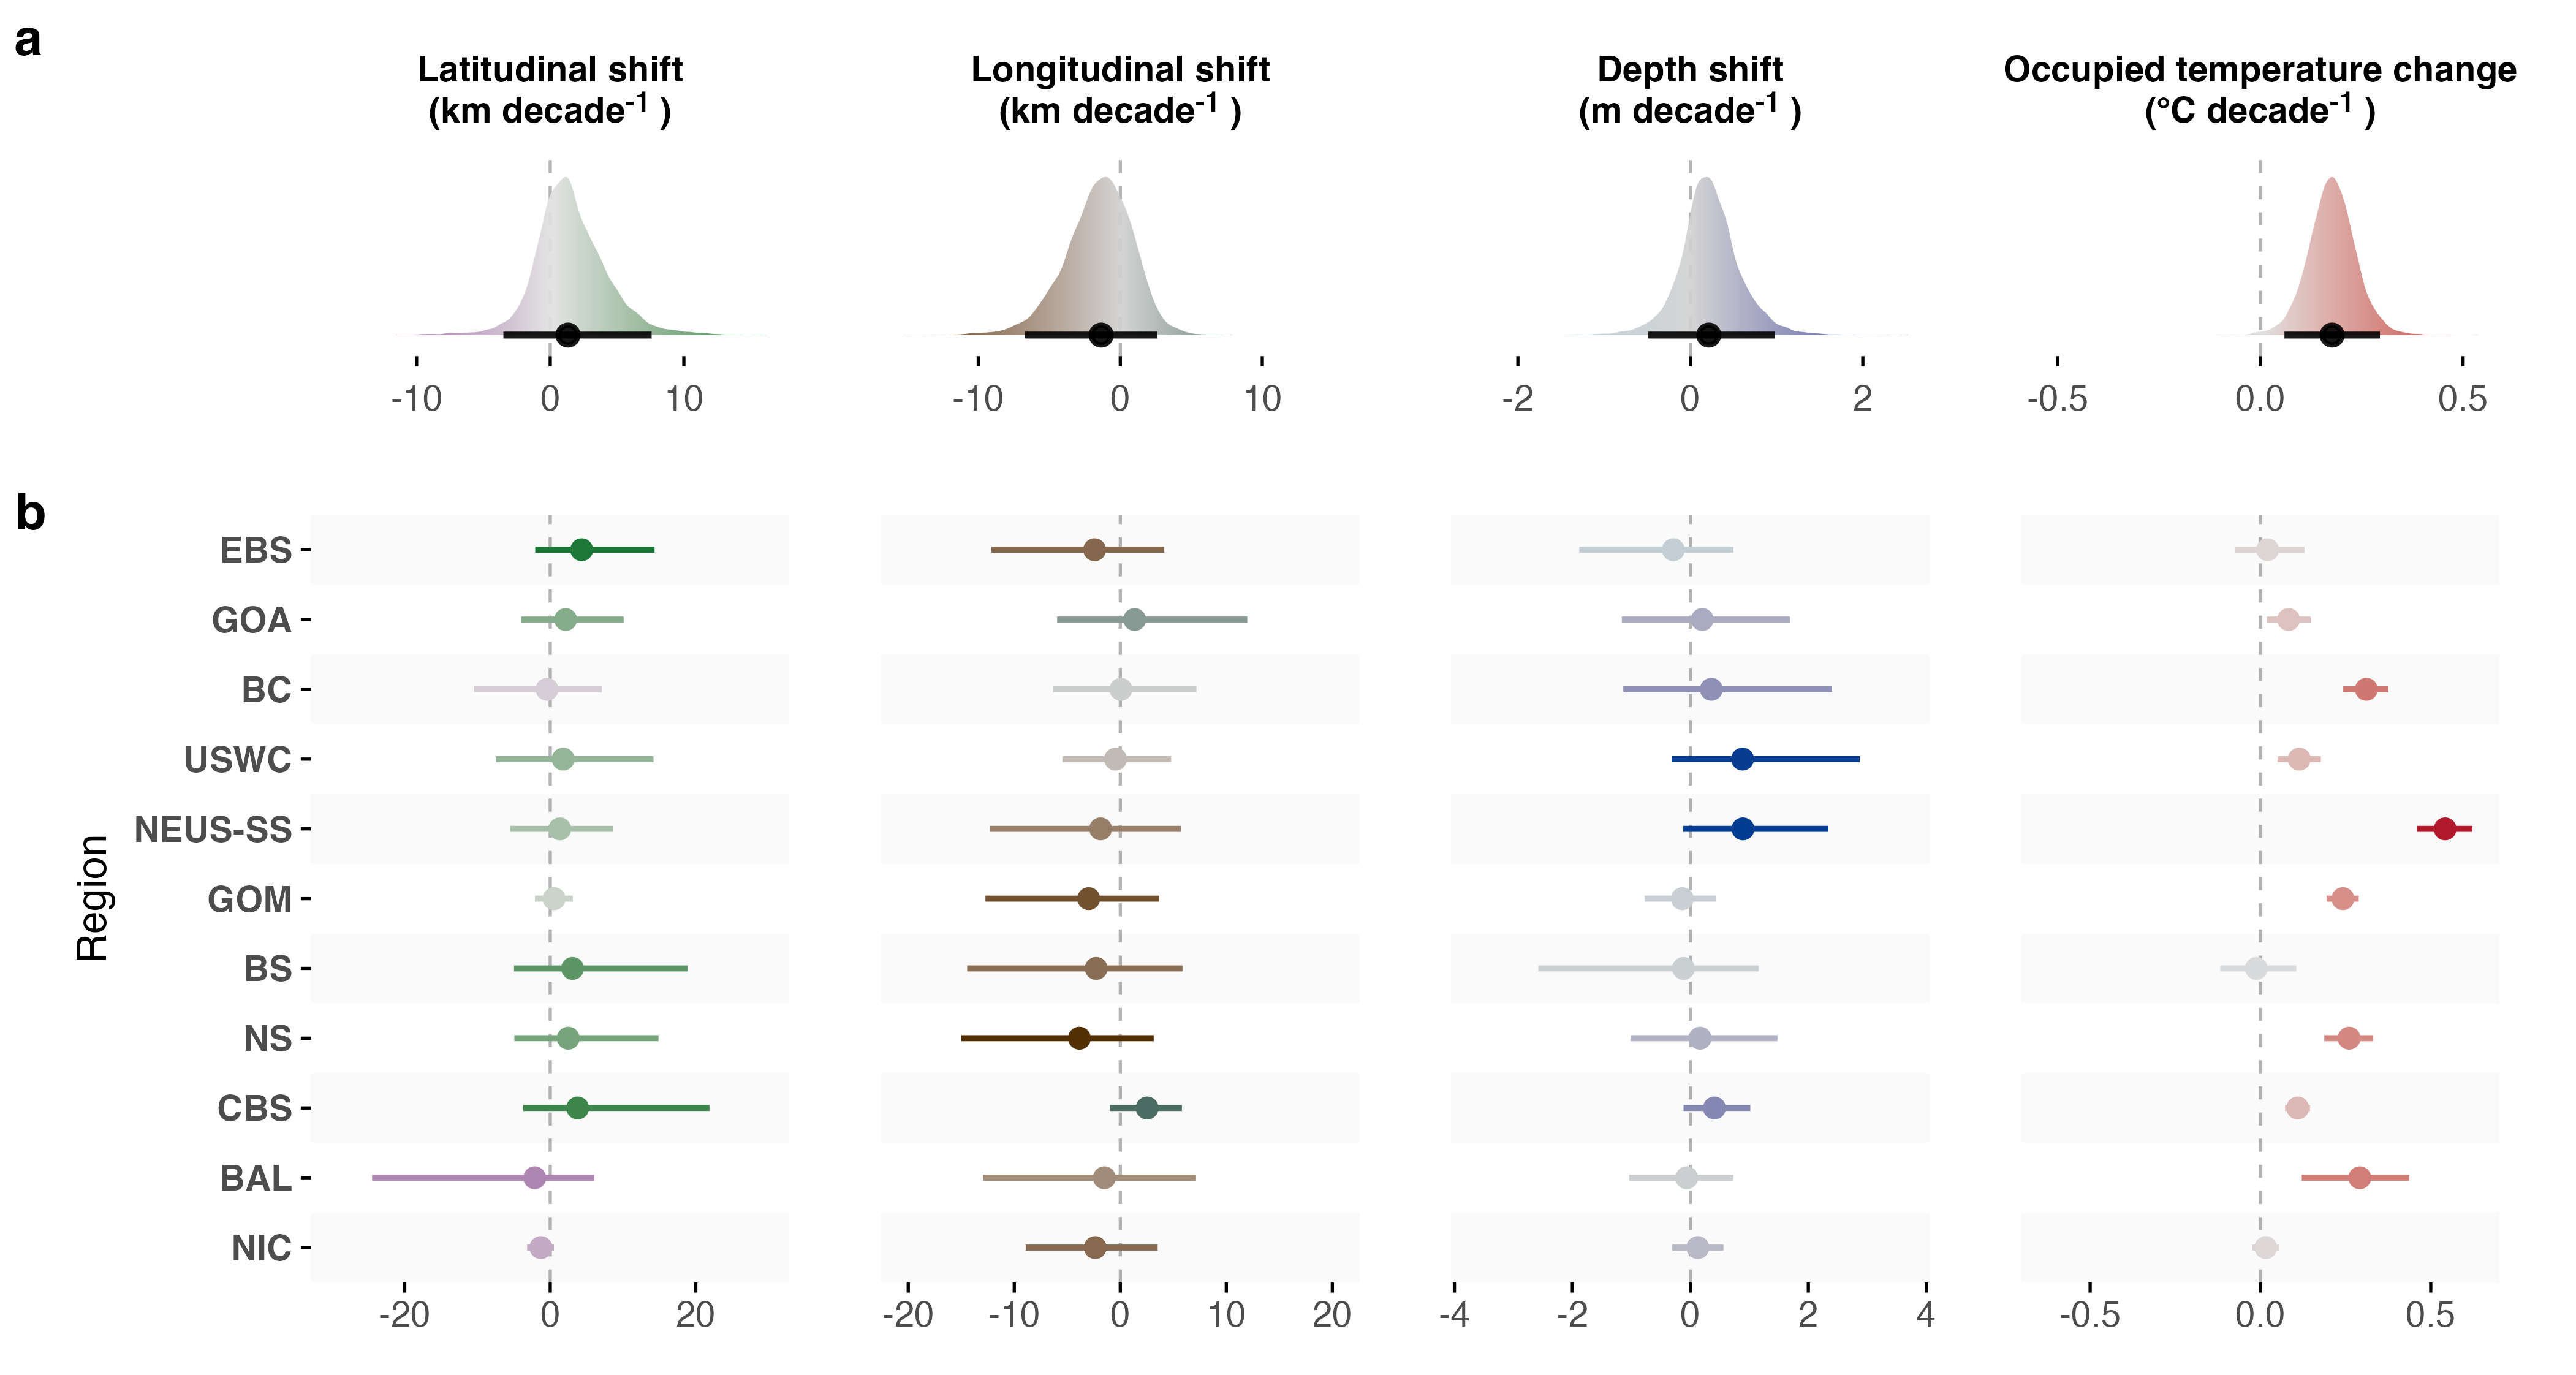 a
Latitudinal shift
(km decade⁻¹ )
Longitudinal shift
(km decade⁻¹ )
Depth shift
(m decade⁻¹ )
Occupied temperature change
(°C decade⁻¹ )
-10 0 10
-10 0 10
-2 0 2
-0.5 0.0 0.5
b
Region
EBS
GOA
BC
USWC
NEUS-SS
GOM
BS
NS
CBS
BAL
NIC
-20 0 20
-20 -10 0 10 20
-4 -2 0 2 4
-0.5 0.0 0.5